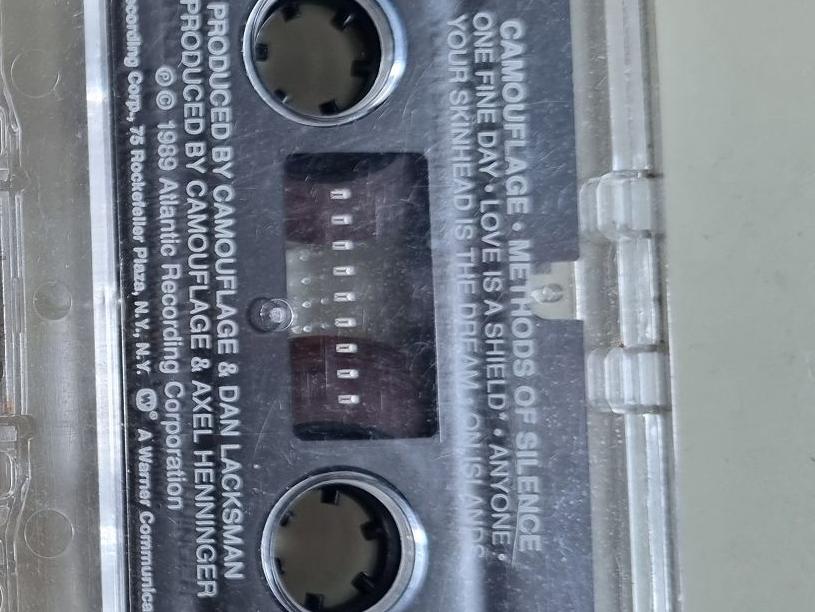 CAMOUFLAGE • METHODS OF SILENCE
ONE FINE DAY • LOVE IS A SHIELD* • ANYONE •
YOUR SKINHEAD IS THE DREAM • ON ISLANDS
PRODUCED BY CAMOUFLAGE & DAN LACKSMAN
PRODUCED BY CAMOUFLAGE & AXEL HENNINGER
℗© 1989 Atlantic Recording Corporation
ecording Corp., 75 Rockefeller Plaza, N.Y., N.Y. W® A Warner Communica